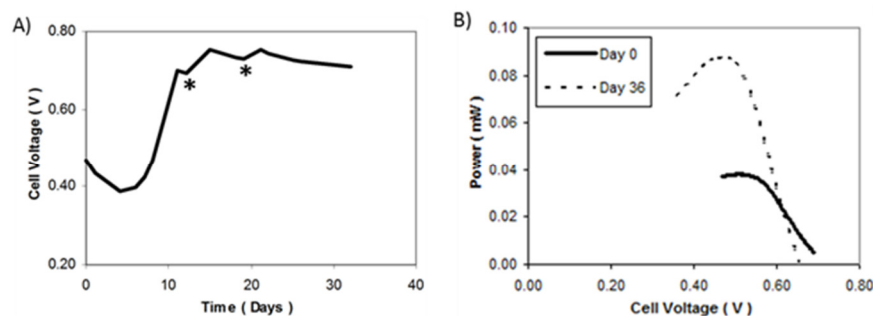 A)
0.80
0.60
0.40
0.20
Cell Voltage ( V )
*
*
0
10
20
30
40
Time ( Days )
B)
0.10
0.08
0.06
0.04
0.02
0.00
Power ( mW )
Day 0
Day 36
0.00
0.20
0.40
0.60
0.80
Cell Voltage ( V )